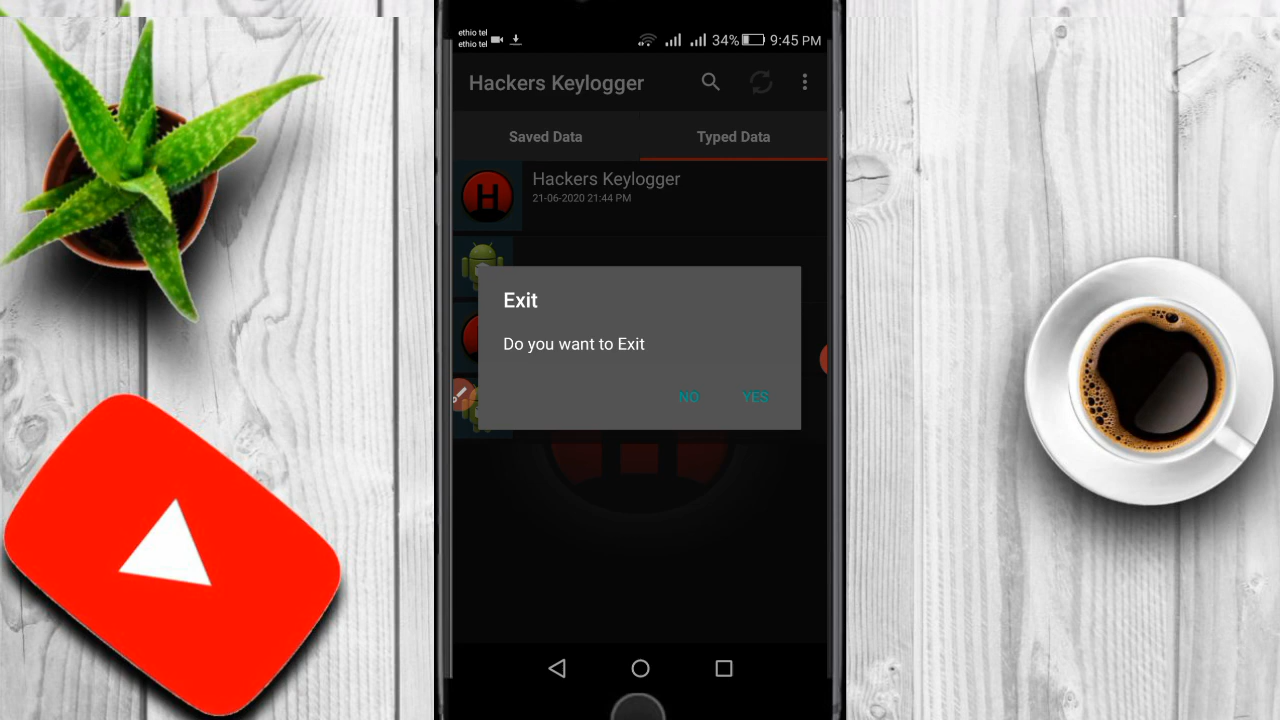 ethio tel
ethio tel
34%
9:45 PM
Hackers Keylogger
Saved Data
Typed Data
H
Hackers Keylogger
21-06-2020 21:44 PM
Exit
Do you want to Exit
NO
YES